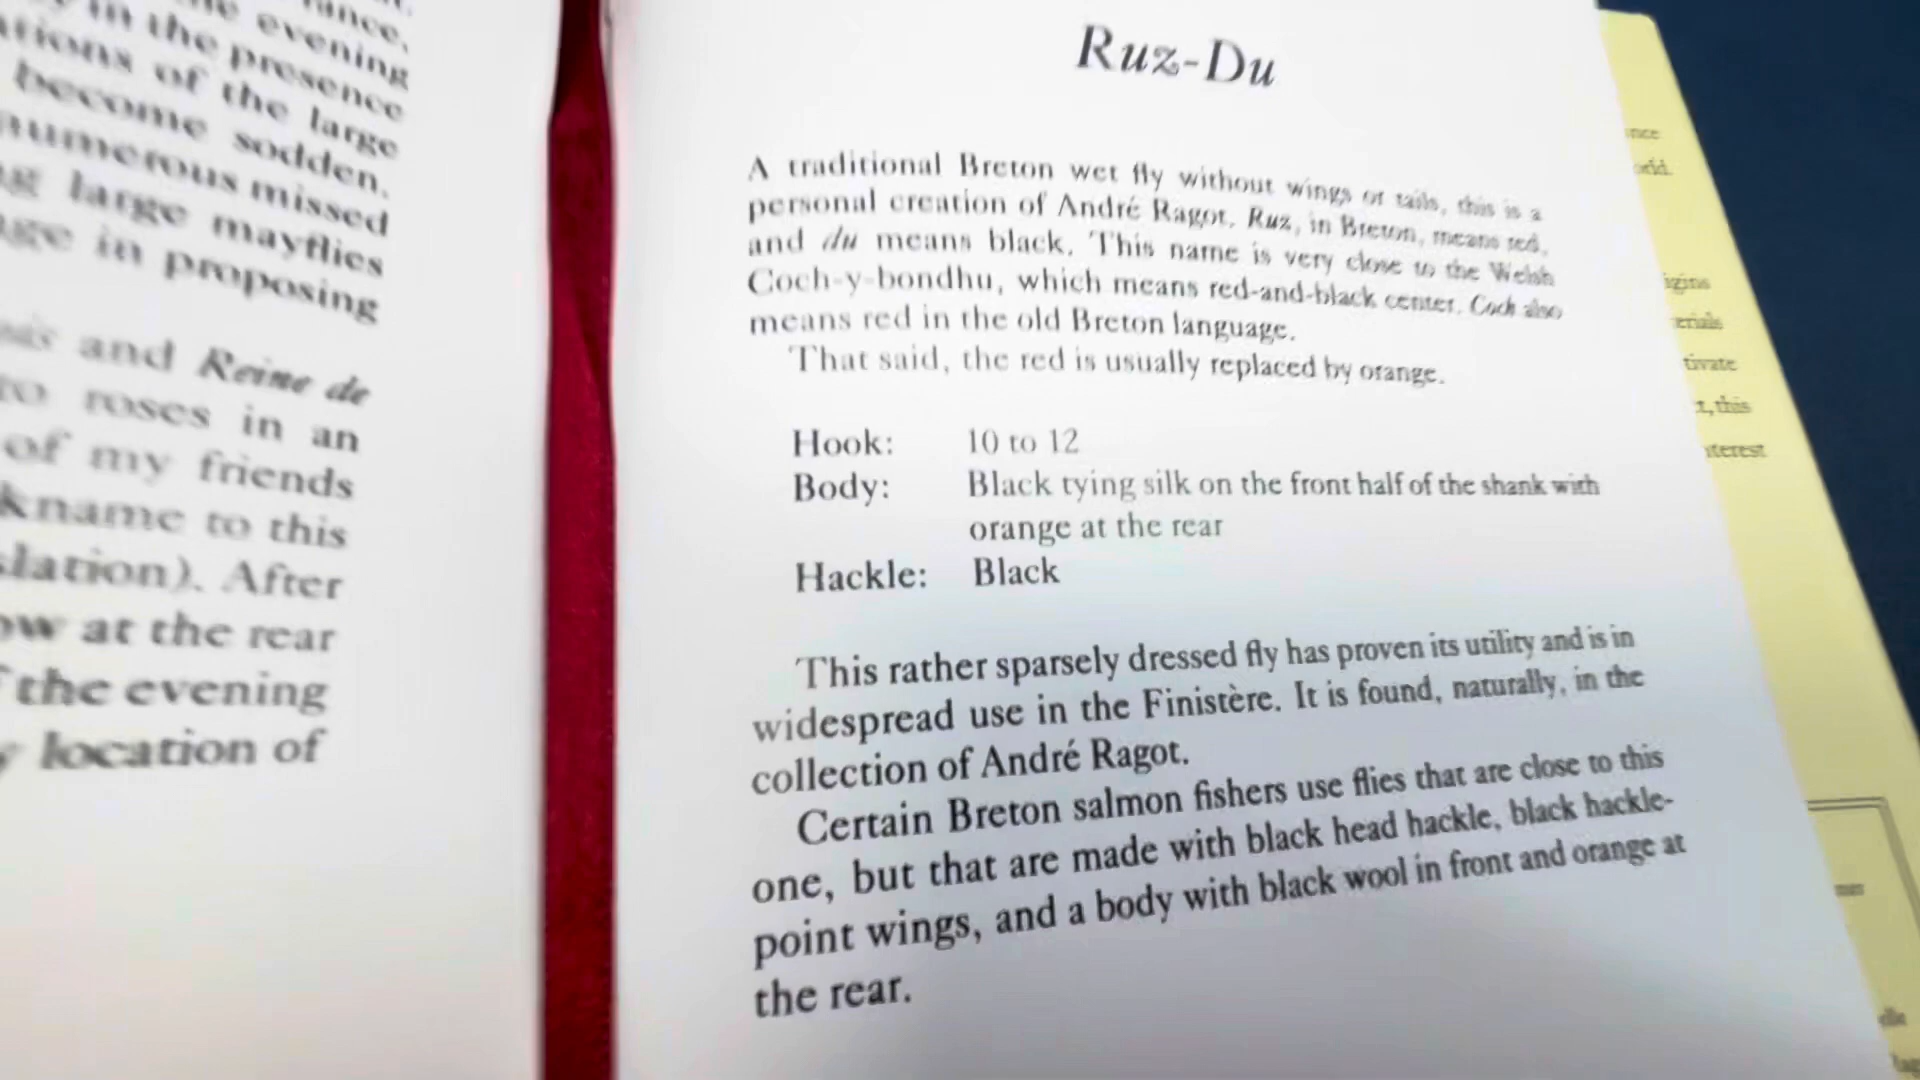 rance,
evening
in the presence
of the large
become sodden.
numerous missed
large mayflies
in proposing
and Reine de
to roses in an
of my friends
to this
After
at the rear
the evening
location of
Ruz-Du
A traditional Breton wet fly without wings or tails, this is a
personal creation of André Ragot. Ruz, in Breton, means red,
and du means black. This name is very close to the Welsh
Coch-y-bondhu, which means red-and-black center. Coch also
means red in the old Breton language.
That said, the red is usually replaced by orange.
Hook: 10 to 12
Body: Black tying silk on the front half of the shank with
orange at the rear
Hackle: Black
This rather sparsely dressed fly has proven its utility and is in
widespread use in the Finistère. It is found, naturally, in the
collection of André Ragot.
Certain Breton salmon fishers use flies that are close to this
one, but that are made with black head hackle, black hackle-
point wings, and a body with black wool in front and orange at
the rear.
this